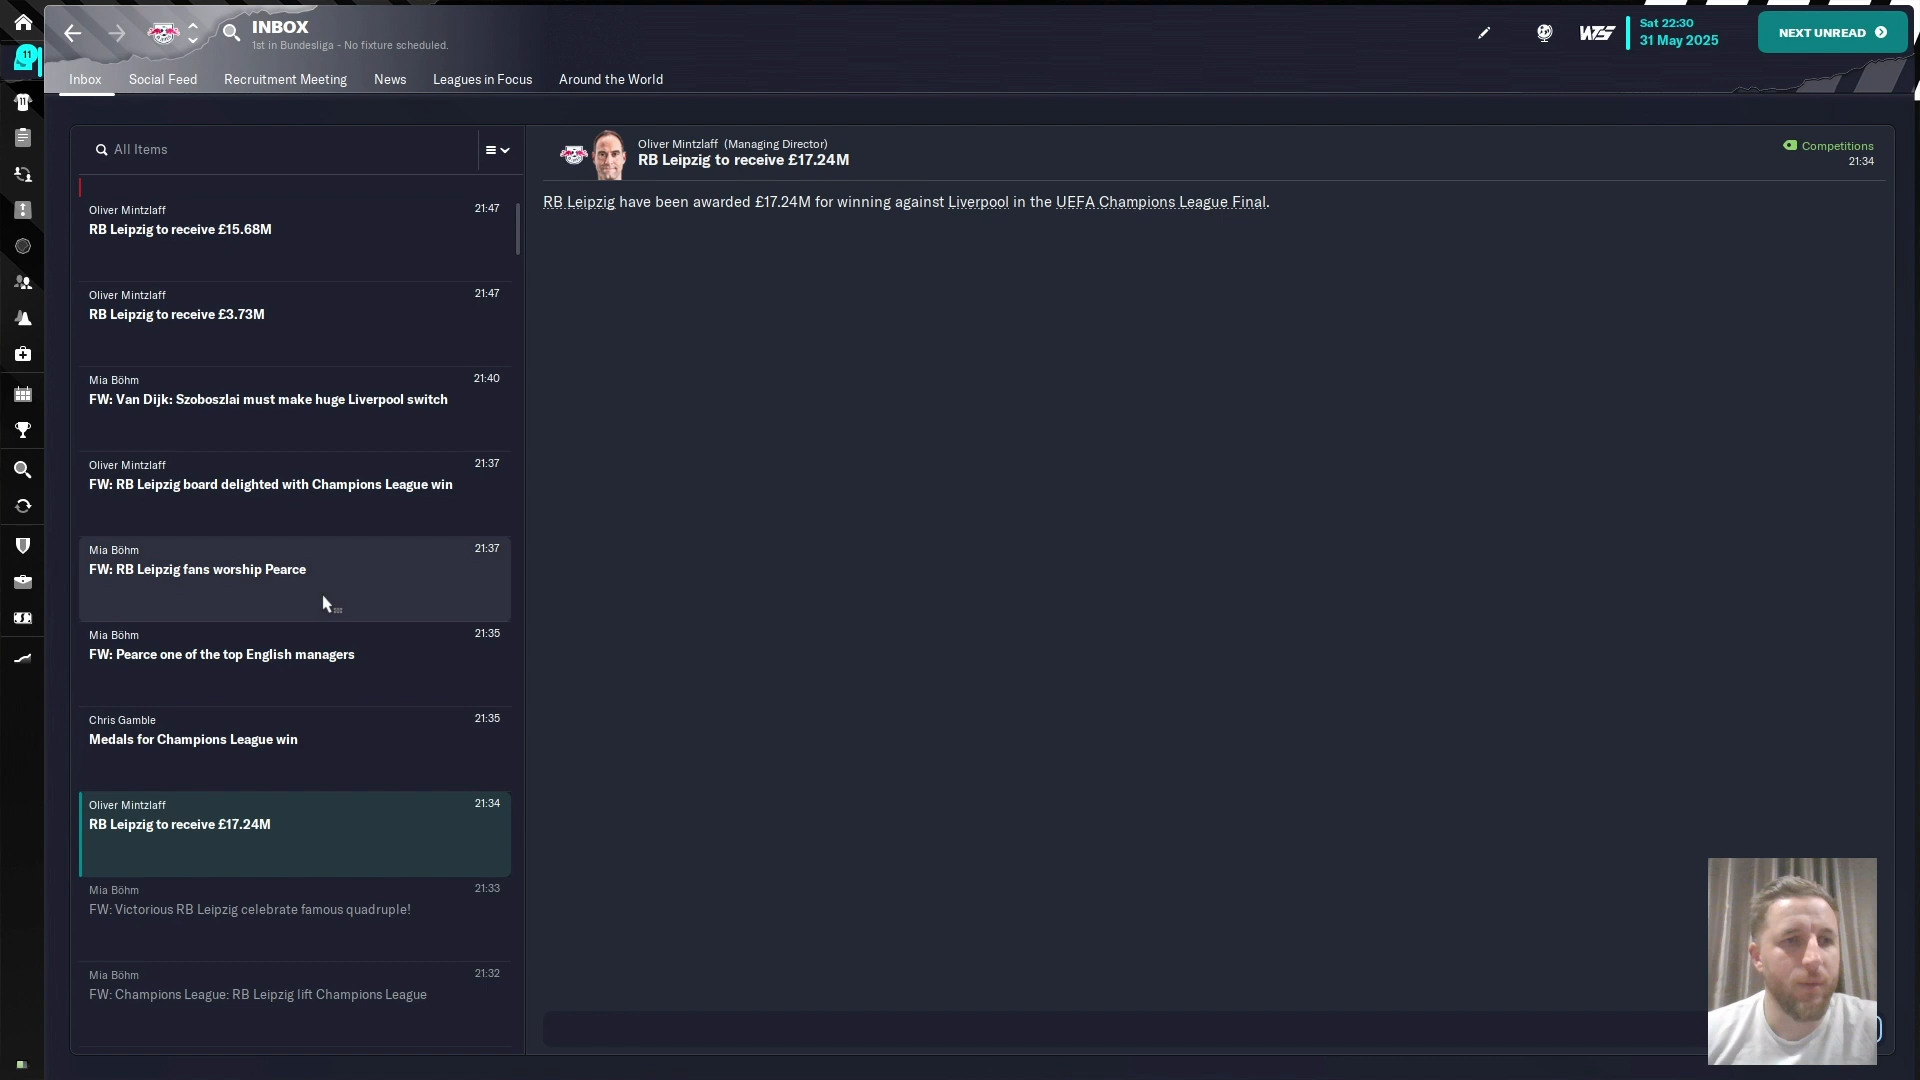 INBOX
1st in Bundesliga - No fixture scheduled.
Sat 22:30
31 May 2025
NEXT UNREAD
11
Inbox
Social Feed
Recruitment Meeting
News
Leagues in Focus
Around the World
All Items
Oliver Mintzlaff
21:47
RB Leipzig to receive £15.68M
Oliver Mintzlaff
21:47
RB Leipzig to receive £3.73M
Mia Böhm
21:40
FW: Van Dijk: Szoboszlai must make huge Liverpool switch
Oliver Mintzlaff
21:37
FW: RB Leipzig board delighted with Champions League win
Mia Böhm
21:37
FW: RB Leipzig fans worship Pearce
Mia Böhm
21:35
FW: Pearce one of the top English managers
Chris Gamble
21:35
Medals for Champions League win
Oliver Mintzlaff
21:34
RB Leipzig to receive £17.24M
Mia Böhm
21:33
FW: Victorious RB Leipzig celebrate famous quadruple!
Mia Böhm
21:32
FW: Champions League: RB Leipzig lift Champions League
Oliver Mintzlaff (Managing Director)
RB Leipzig to receive £17.24M
Competitions
21:34
RB Leipzig have been awarded £17.24M for winning against Liverpool in the UEFA Champions League Final.